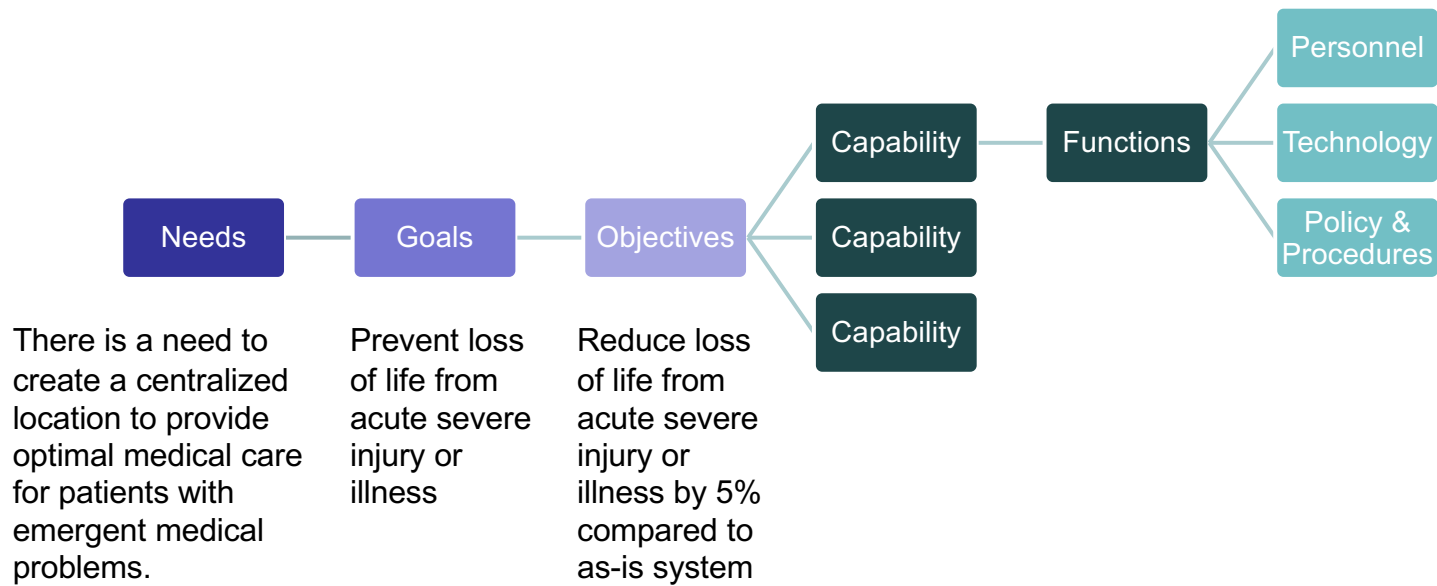 Personnel
Capability
Functions
Technology
Needs
Goals
Objectives
Capability
Policy &
Procedures
Capability
There is a need to
create a centralized
location to provide
optimal medical care
for patients with
emergent medical
problems.
Prevent loss
of life from
acute severe
injury or
illness
Reduce loss
of life from
acute severe
injury or
illness by 5%
compared to
as-is system